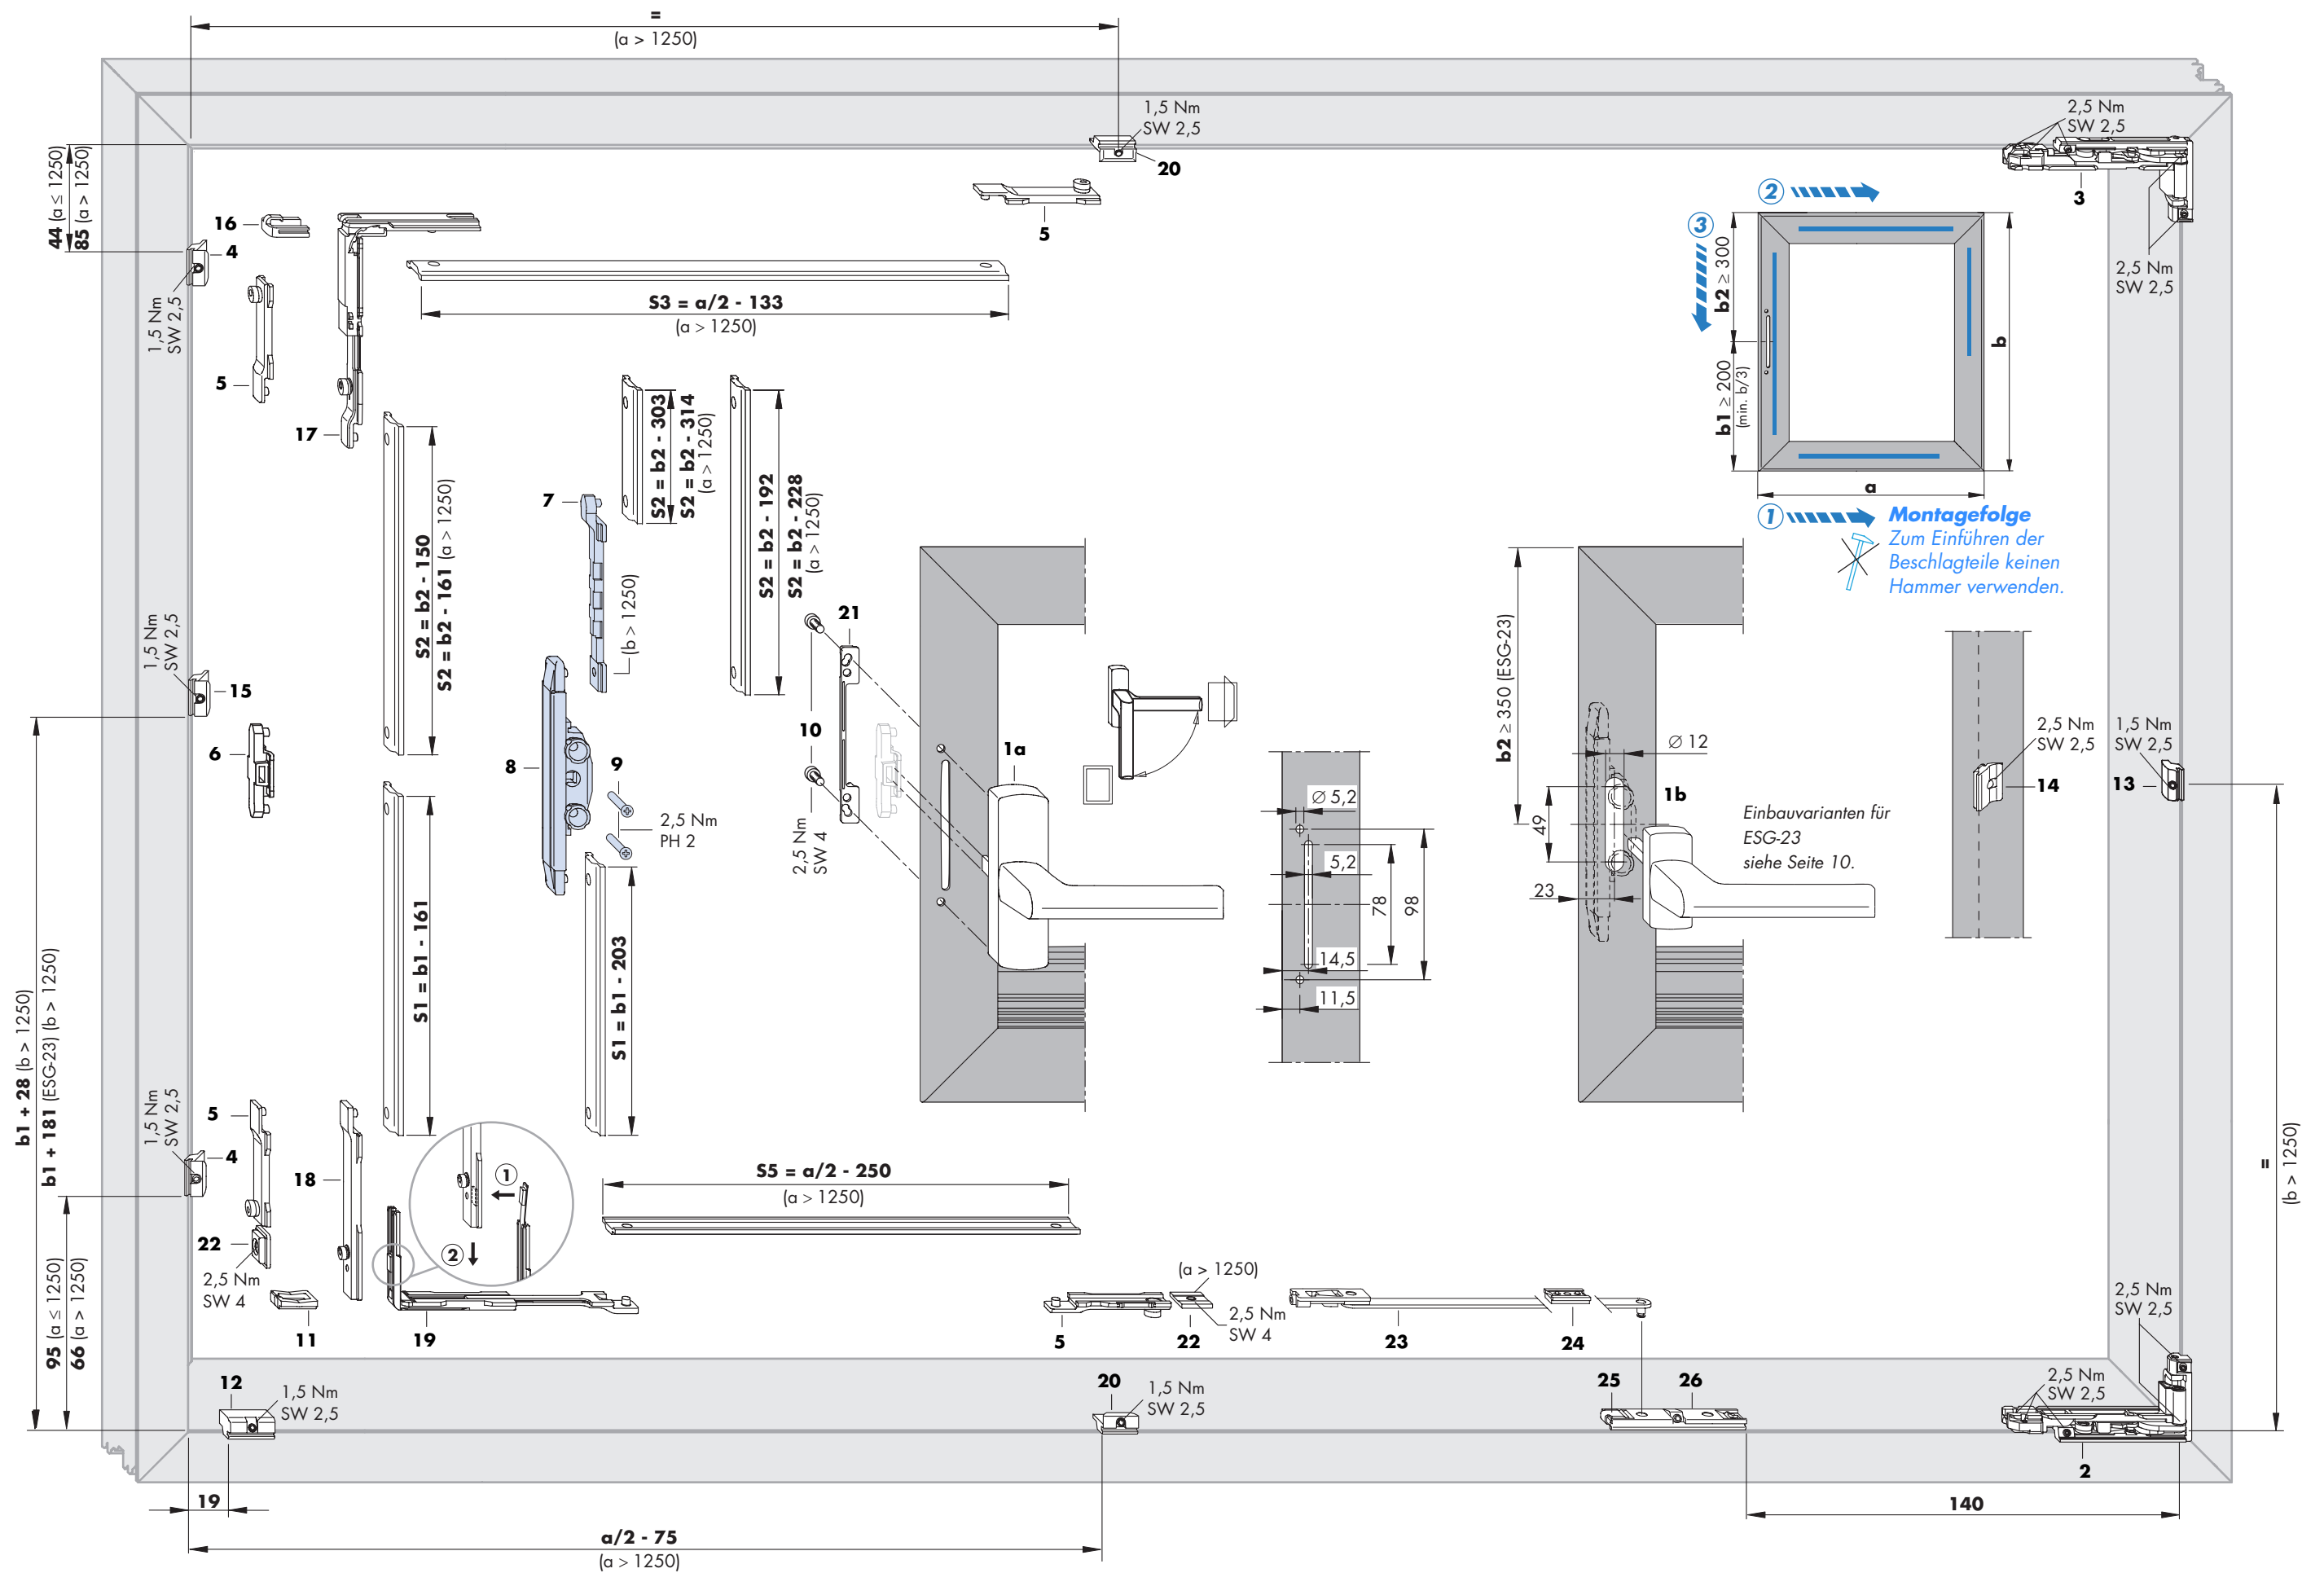 =
(a > 1250)
1,5 Nm
SW 2,5
20
2,5 Nm
SW 2,5
3
2,5 Nm
SW 2,5
44 (a ≤ 1250)
85 (a > 1250)
16
4
1,5 Nm
SW 2,5
5
17
5
S3 = a/2 - 133
(a > 1250)
2
3
b2 ≥ 300
b1 ≥ 200
(min. b/3)
b
a
1
Montagefolge
Zum Einführen der
Beschlagteile keinen
Hammer verwenden.
S2 = b2 - 303
S2 = b2 - 314
(a > 1250)
S2 = b2 - 192
S2 = b2 - 228
(a > 1250)
S2 = b2 - 150
S2 = b2 - 161 (a > 1250)
7
(b > 1250)
1,5 Nm
SW 2,5
15
6
8
9
2,5 Nm
PH 2
21
10
2,5 Nm
SW 4
1a
Ø 5,2
5,2
78
98
14,5
11,5
b2 ≥ 350 (ESG-23)
Ø 12
1b
49
23
Einbauvarianten für
ESG-23
siehe Seite 10.
2,5 Nm
SW 2,5
14
1,5 Nm
SW 2,5
13
S1 = b1 - 161
S1 = b1 - 203
b1 + 28 (b > 1250)
b1 + 181 (ESG-23) (b > 1250)
1,5 Nm
SW 2,5
5
4
18
22
2,5 Nm
SW 4
11
19
1
2
S5 = a/2 - 250
(a > 1250)
95 (a ≤ 1250)
66 (a > 1250)
(a > 1250)
5
22
2,5 Nm
SW 4
23
24
=
(b > 1250)
2,5 Nm
SW 2,5
12
1,5 Nm
SW 2,5
20
1,5 Nm
SW 2,5
25
26
2,5 Nm
SW 2,5
2
19
140
a/2 - 75
(a > 1250)